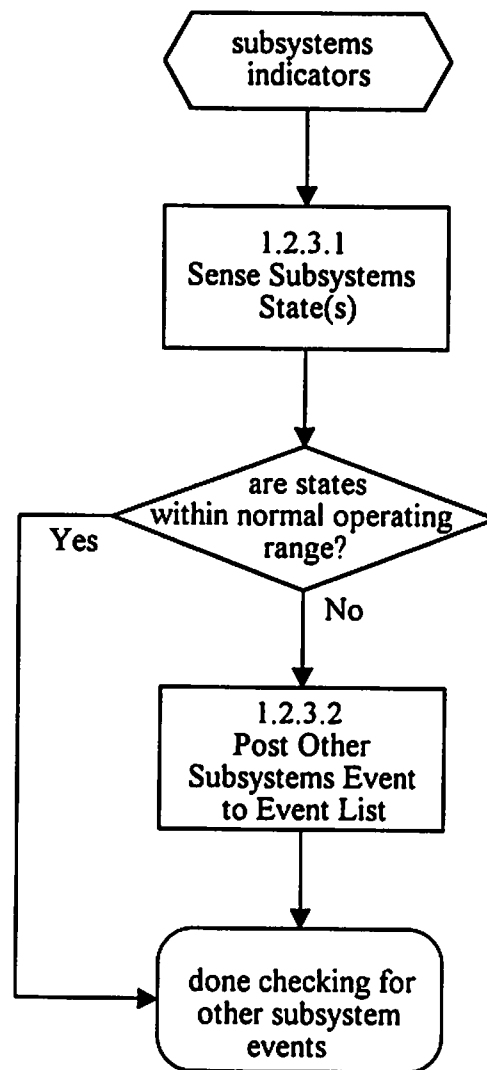 subsystems
indicators
1.2.3.1
Sense Subsystems
State(s)
are states
within normal operating
range?
Yes
No
1.2.3.2
Post Other
Subsystems Event
to Event List
done checking for
other subsystem
events